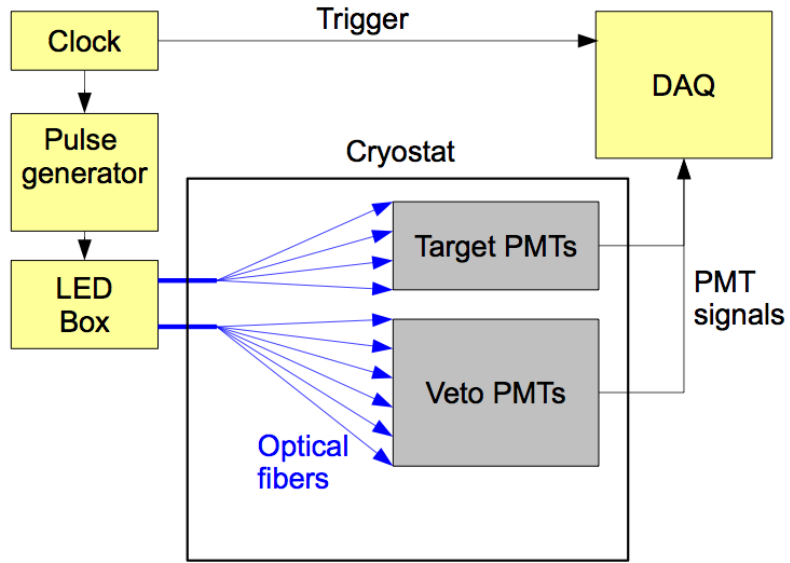 Clock
Trigger
DAQ
Pulse
generator
Cryostat
Target PMTs
LED
Box
PMT
signals
Veto PMTs
Optical
fibers